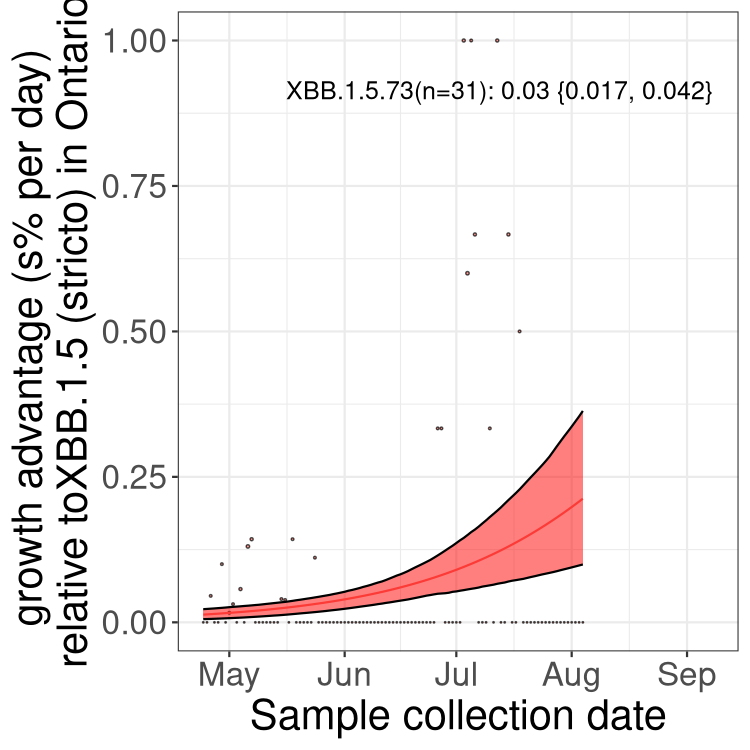 growth advantage (s% per day)
relative toXBB.1.5 (stricto) in Ontario
1.00
XBB.1.5.73(n=31): 0.03 {0.017, 0.042}
0.75
0.50
0.25
0.00
May Jun Jul Aug Sep
Sample collection date